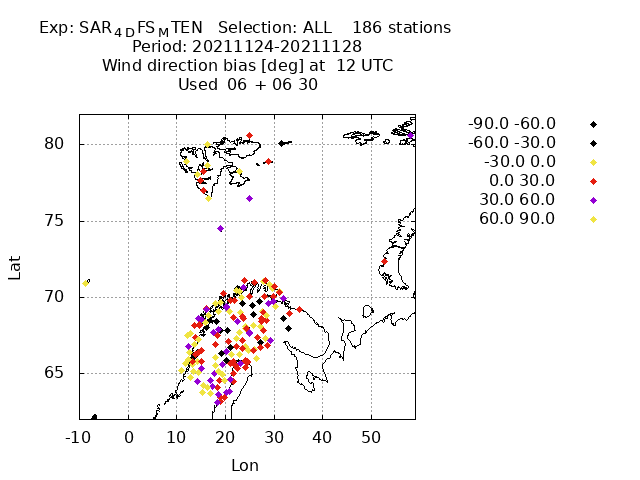 Exp: SAR4DFSMTEN Selection: ALL 186 stations
Period: 20211124-20211128
Wind direction bias [deg] at 12 UTC
Used 06 + 06 30
-90.0 -60.0
-60.0 -30.0
-30.0 0.0
0.0 30.0
30.0 60.0
60.0 90.0
80
75
70
65
Lat
-10 0 10 20 30 40 50
Lon